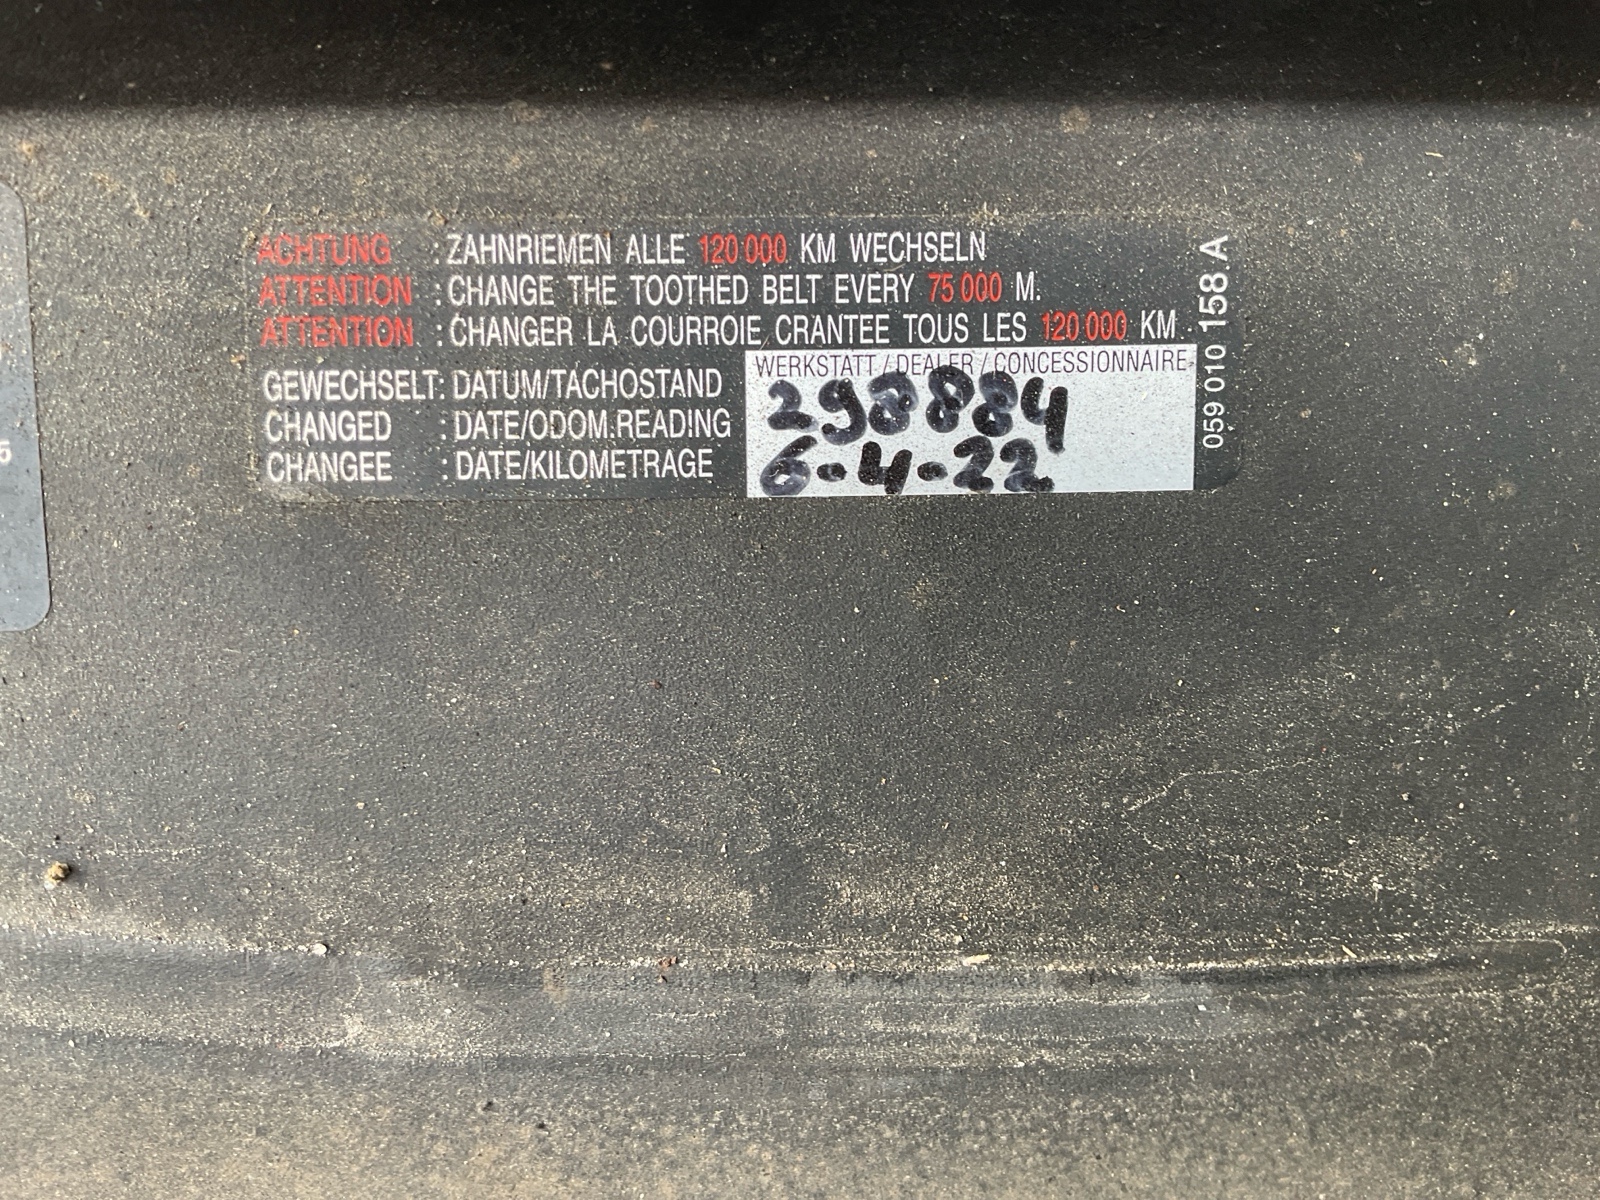 ACHTUNG : ZAHNRIEMEN ALLE 120 000 KM WECHSELN
ATTENTION : CHANGE THE TOOTHED BELT EVERY 75 000 M.
ATTENTION : CHANGER LA COURROIE CRANTEE TOUS LES 120 000 KM.
WERKSTATT / DEALER / CONCESSIONNAIRE
GEWECHSELT: DATUM/TACHOSTAND
CHANGED : DATE/ODOM.READING
CHANGEE : DATE/KILOMETRAGE
298884
6-4-22
059 010 158 A
5